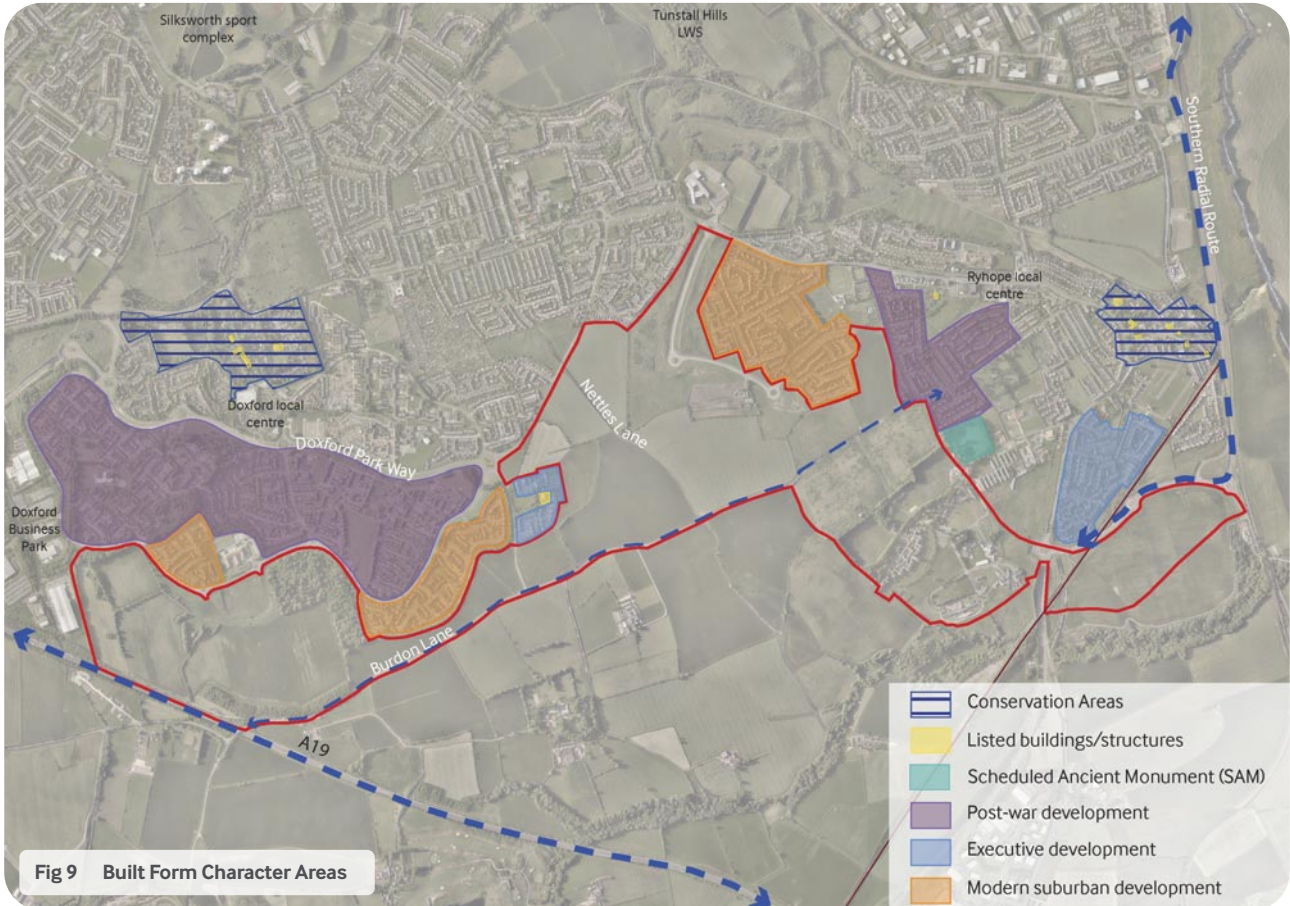 Silksworth sport
complex
Tunstall Hills
LWS
Southern Radial Route
Ryhope local
centre
Nettles Lane
Doxford local
centre
Doxford Park Way
Doxford
Business
Park
Burdon Lane
A19
Conservation Areas
Listed buildings/structures
Scheduled Ancient Monument (SAM)
Post-war development
Executive development
Modern suburban development
Fig 9 Built Form Character Areas